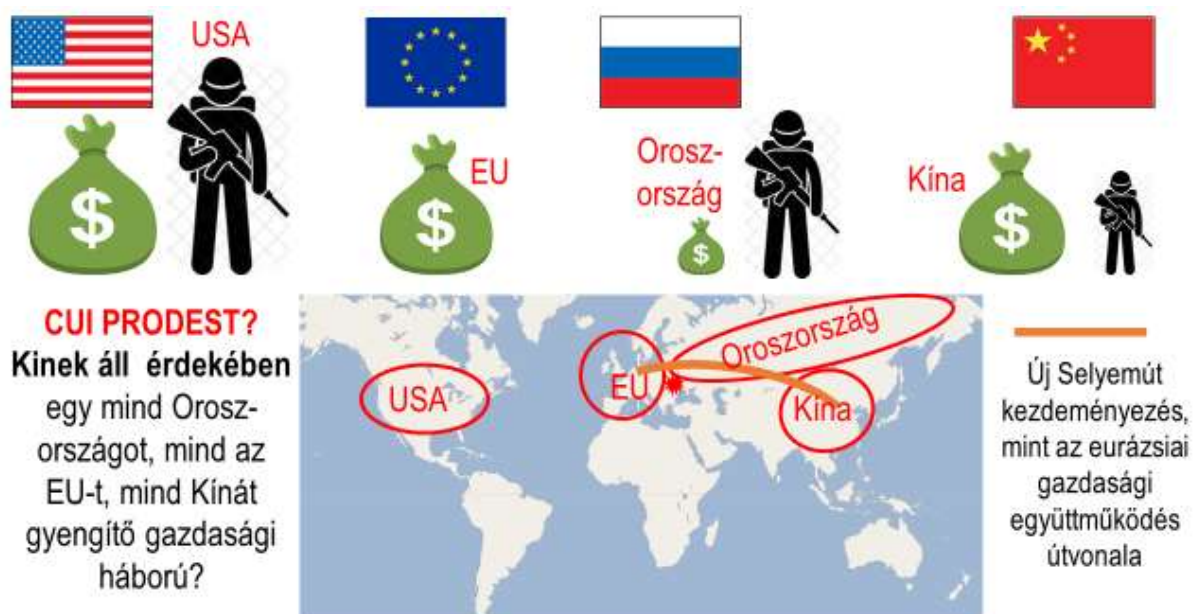 USA
$
EU
$
Orosz-
ország
$
Kína
$
CUI PRODEST?
Kinek áll érdekében
egy mind Orosz-
országot, mind az
EU-t, mind Kínát
gyengítő gazdasági
háború?
USA
EU
Oroszország
Kína
Új Selyemút
kezdeményezés,
mint az eurázsiai
gazdasági
együttműködés
útvonala